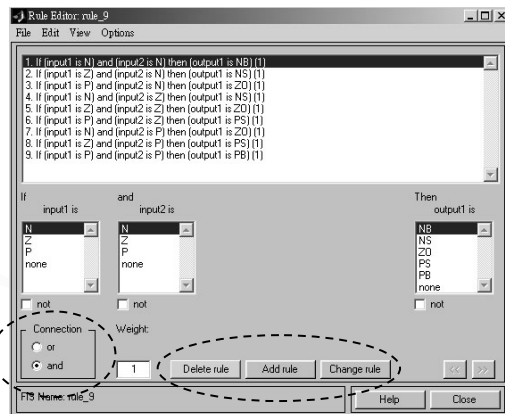 Rule Editor: rule_9
File Edit View Options
1. If (input1 is N) and (input2 is N) then (output1 is NB) (1)
2. If (input1 is Z) and (input2 is N) then (output1 is NS) (1)
3. If (input1 is P) and (input2 is N) then (output1 is ZO) (1)
4. If (input1 is N) and (input2 is Z) then (output1 is NS) (1)
5. If (input1 is Z) and (input2 is Z) then (output1 is ZO) (1)
6. If (input1 is P) and (input2 is Z) then (output1 is PS) (1)
7. If (input1 is N) and (input2 is P) then (output1 is ZO) (1)
8. If (input1 is Z) and (input2 is P) then (output1 is PS) (1)
9. If (input1 is P) and (input2 is P) then (output1 is PB) (1)
If and Then
input1 is input2 is output1 is
N N NB
Z Z NS
P P ZO
none none PS
PB
none
not not not
Connection Weight:
or
and 1 Delete rule Add rule Change rule << >>
FIS Name: rule_9 Help Close